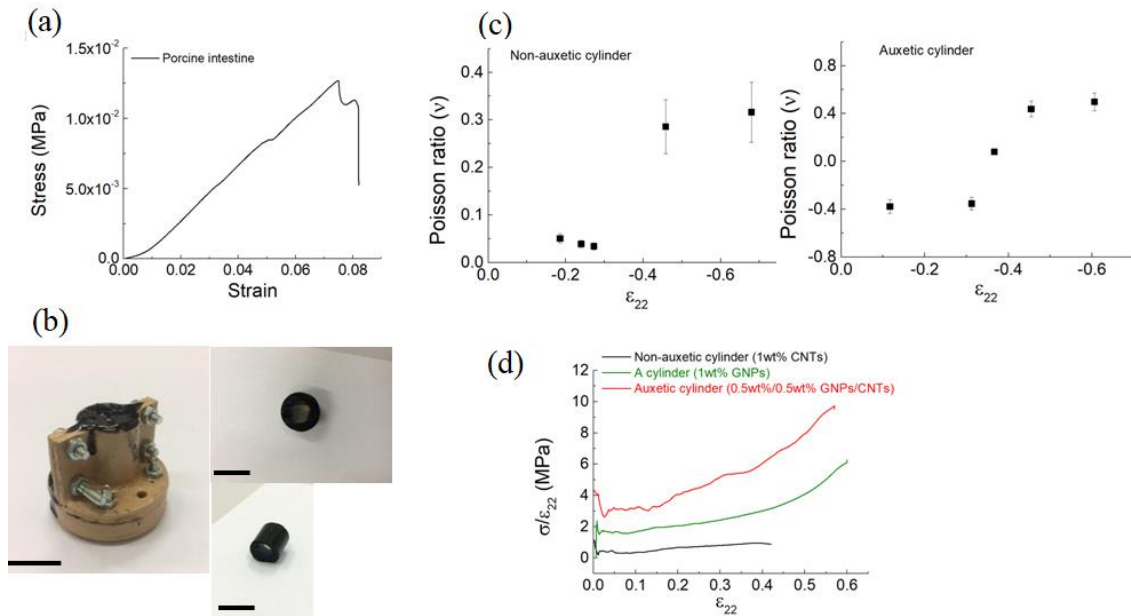 (a)
Stress (MPa)
1.5x10⁻²
1.0x10⁻²
5.0x10⁻³
0.0
Porcine intestine
0.00 0.02 0.04 0.06 0.08
Strain
(c)
Poisson ratio (ν)
0.4
0.3
0.2
0.1
0.0
Non-auxetic cylinder
0.0 -0.2 -0.4 -0.6
ε₂₂
Poisson ratio (ν)
0.8
0.4
0.0
-0.4
-0.8
Auxetic cylinder
0.0 -0.2 -0.4 -0.6
ε₂₂
(b)
(d)
Non-auxetic cylinder (1wt% CNTs)
A cylinder (1wt% GNPs)
Auxetic cylinder (0.5wt%/0.5wt% GNPs/CNTs)
σ/ε₂₂ (MPa)
12
10
8
6
4
2
0
0.0 0.1 0.2 0.3 0.4 0.5 0.6
ε₂₂